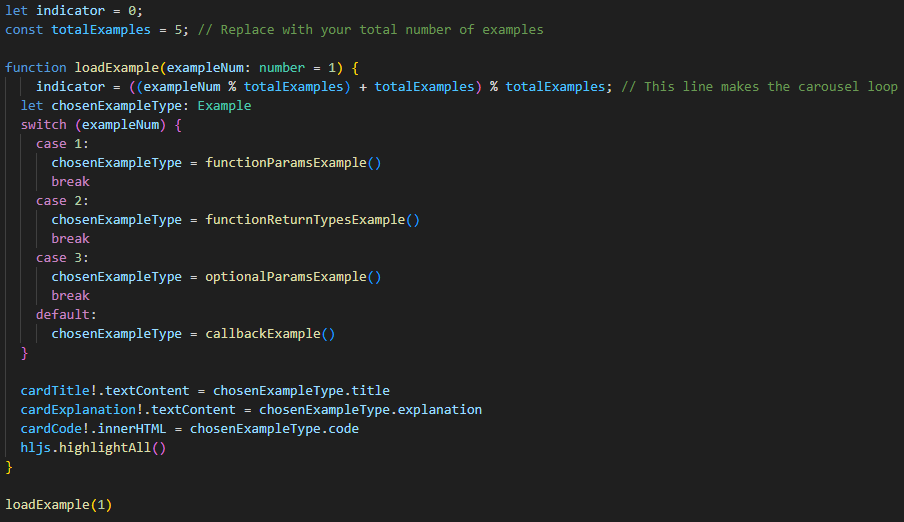 let indicator = 0;
const totalExamples = 5; // Replace with your total number of examples

function loadExample(exampleNum: number = 1) {
    indicator = ((exampleNum % totalExamples) + totalExamples) % totalExamples; // This line makes the carousel loop
  let chosenExampleType: Example
  switch (exampleNum) {
    case 1:
      chosenExampleType = functionParamsExample()
      break
    case 2:
      chosenExampleType = functionReturnTypesExample()
      break
    case 3:
      chosenExampleType = optionalParamsExample()
      break
    default:
      chosenExampleType = callbackExample()
  }

  cardTitle!.textContent = chosenExampleType.title
  cardExplanation!.textContent = chosenExampleType.explanation
  cardCode!.innerHTML = chosenExampleType.code
  hljs.highlightAll()
}

loadExample(1)